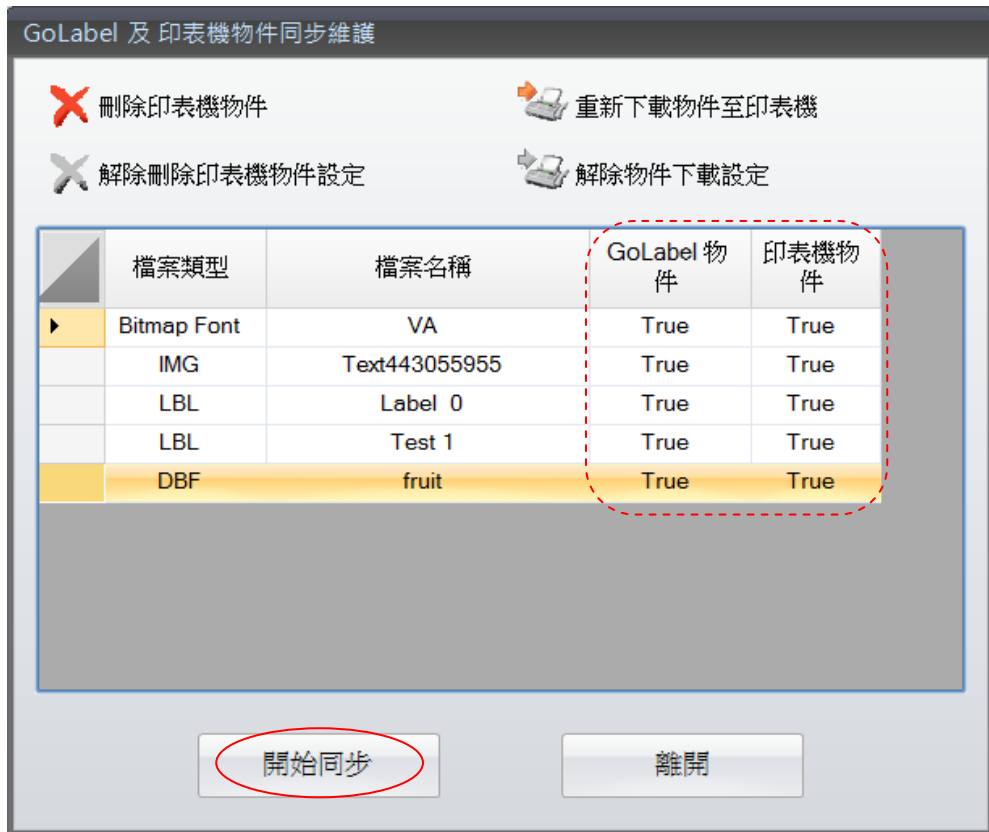 GoLabel 及 印表機物件同步維護
刪除印表機物件 重新下載物件至印表機
解除刪除印表機物件設定 解除物件下載設定
檔案類型 檔案名稱 GoLabel 物件 印表機物件
Bitmap Font VA True True
IMG Text443055955 True True
LBL Label 0 True True
LBL Test 1 True True
DBF fruit True True
開始同步 離開